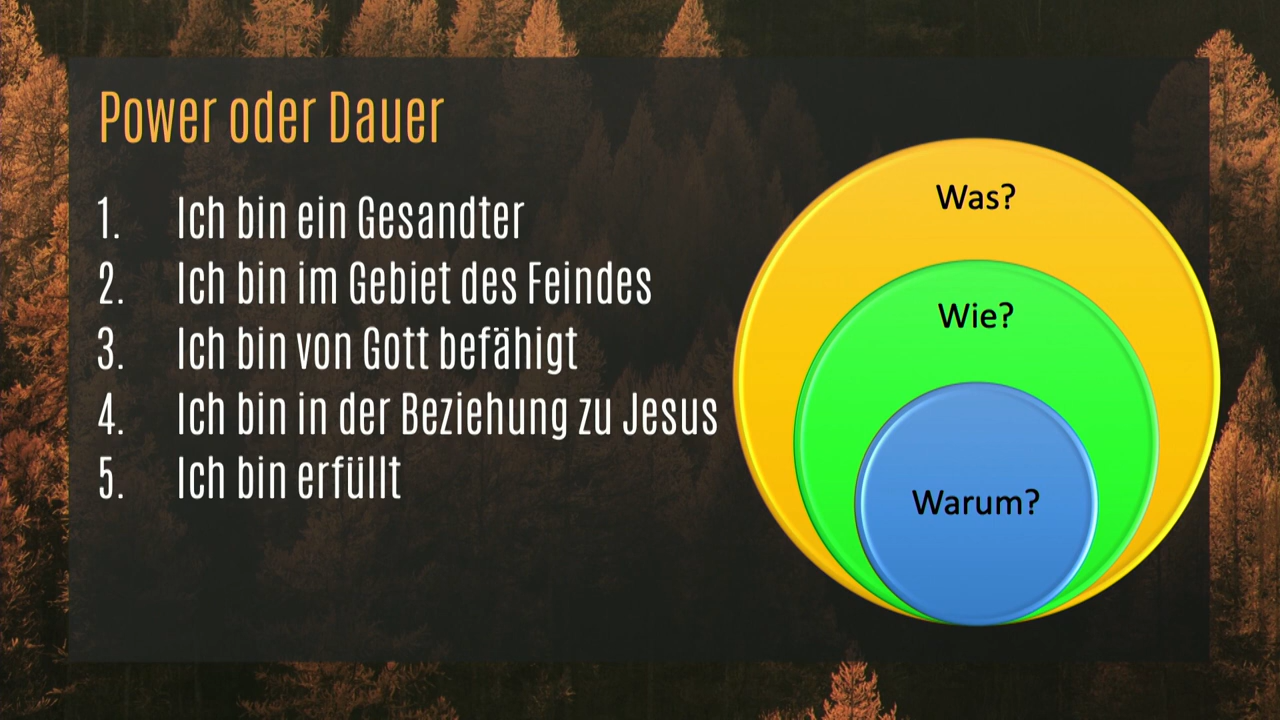 Power oder Dauer
1. Ich bin ein Gesandter
2. Ich bin im Gebiet des Feindes
3. Ich bin von Gott befähigt
4. Ich bin in der Beziehung zu Jesus
5. Ich bin erfüllt
Was?
Wie?
Warum?